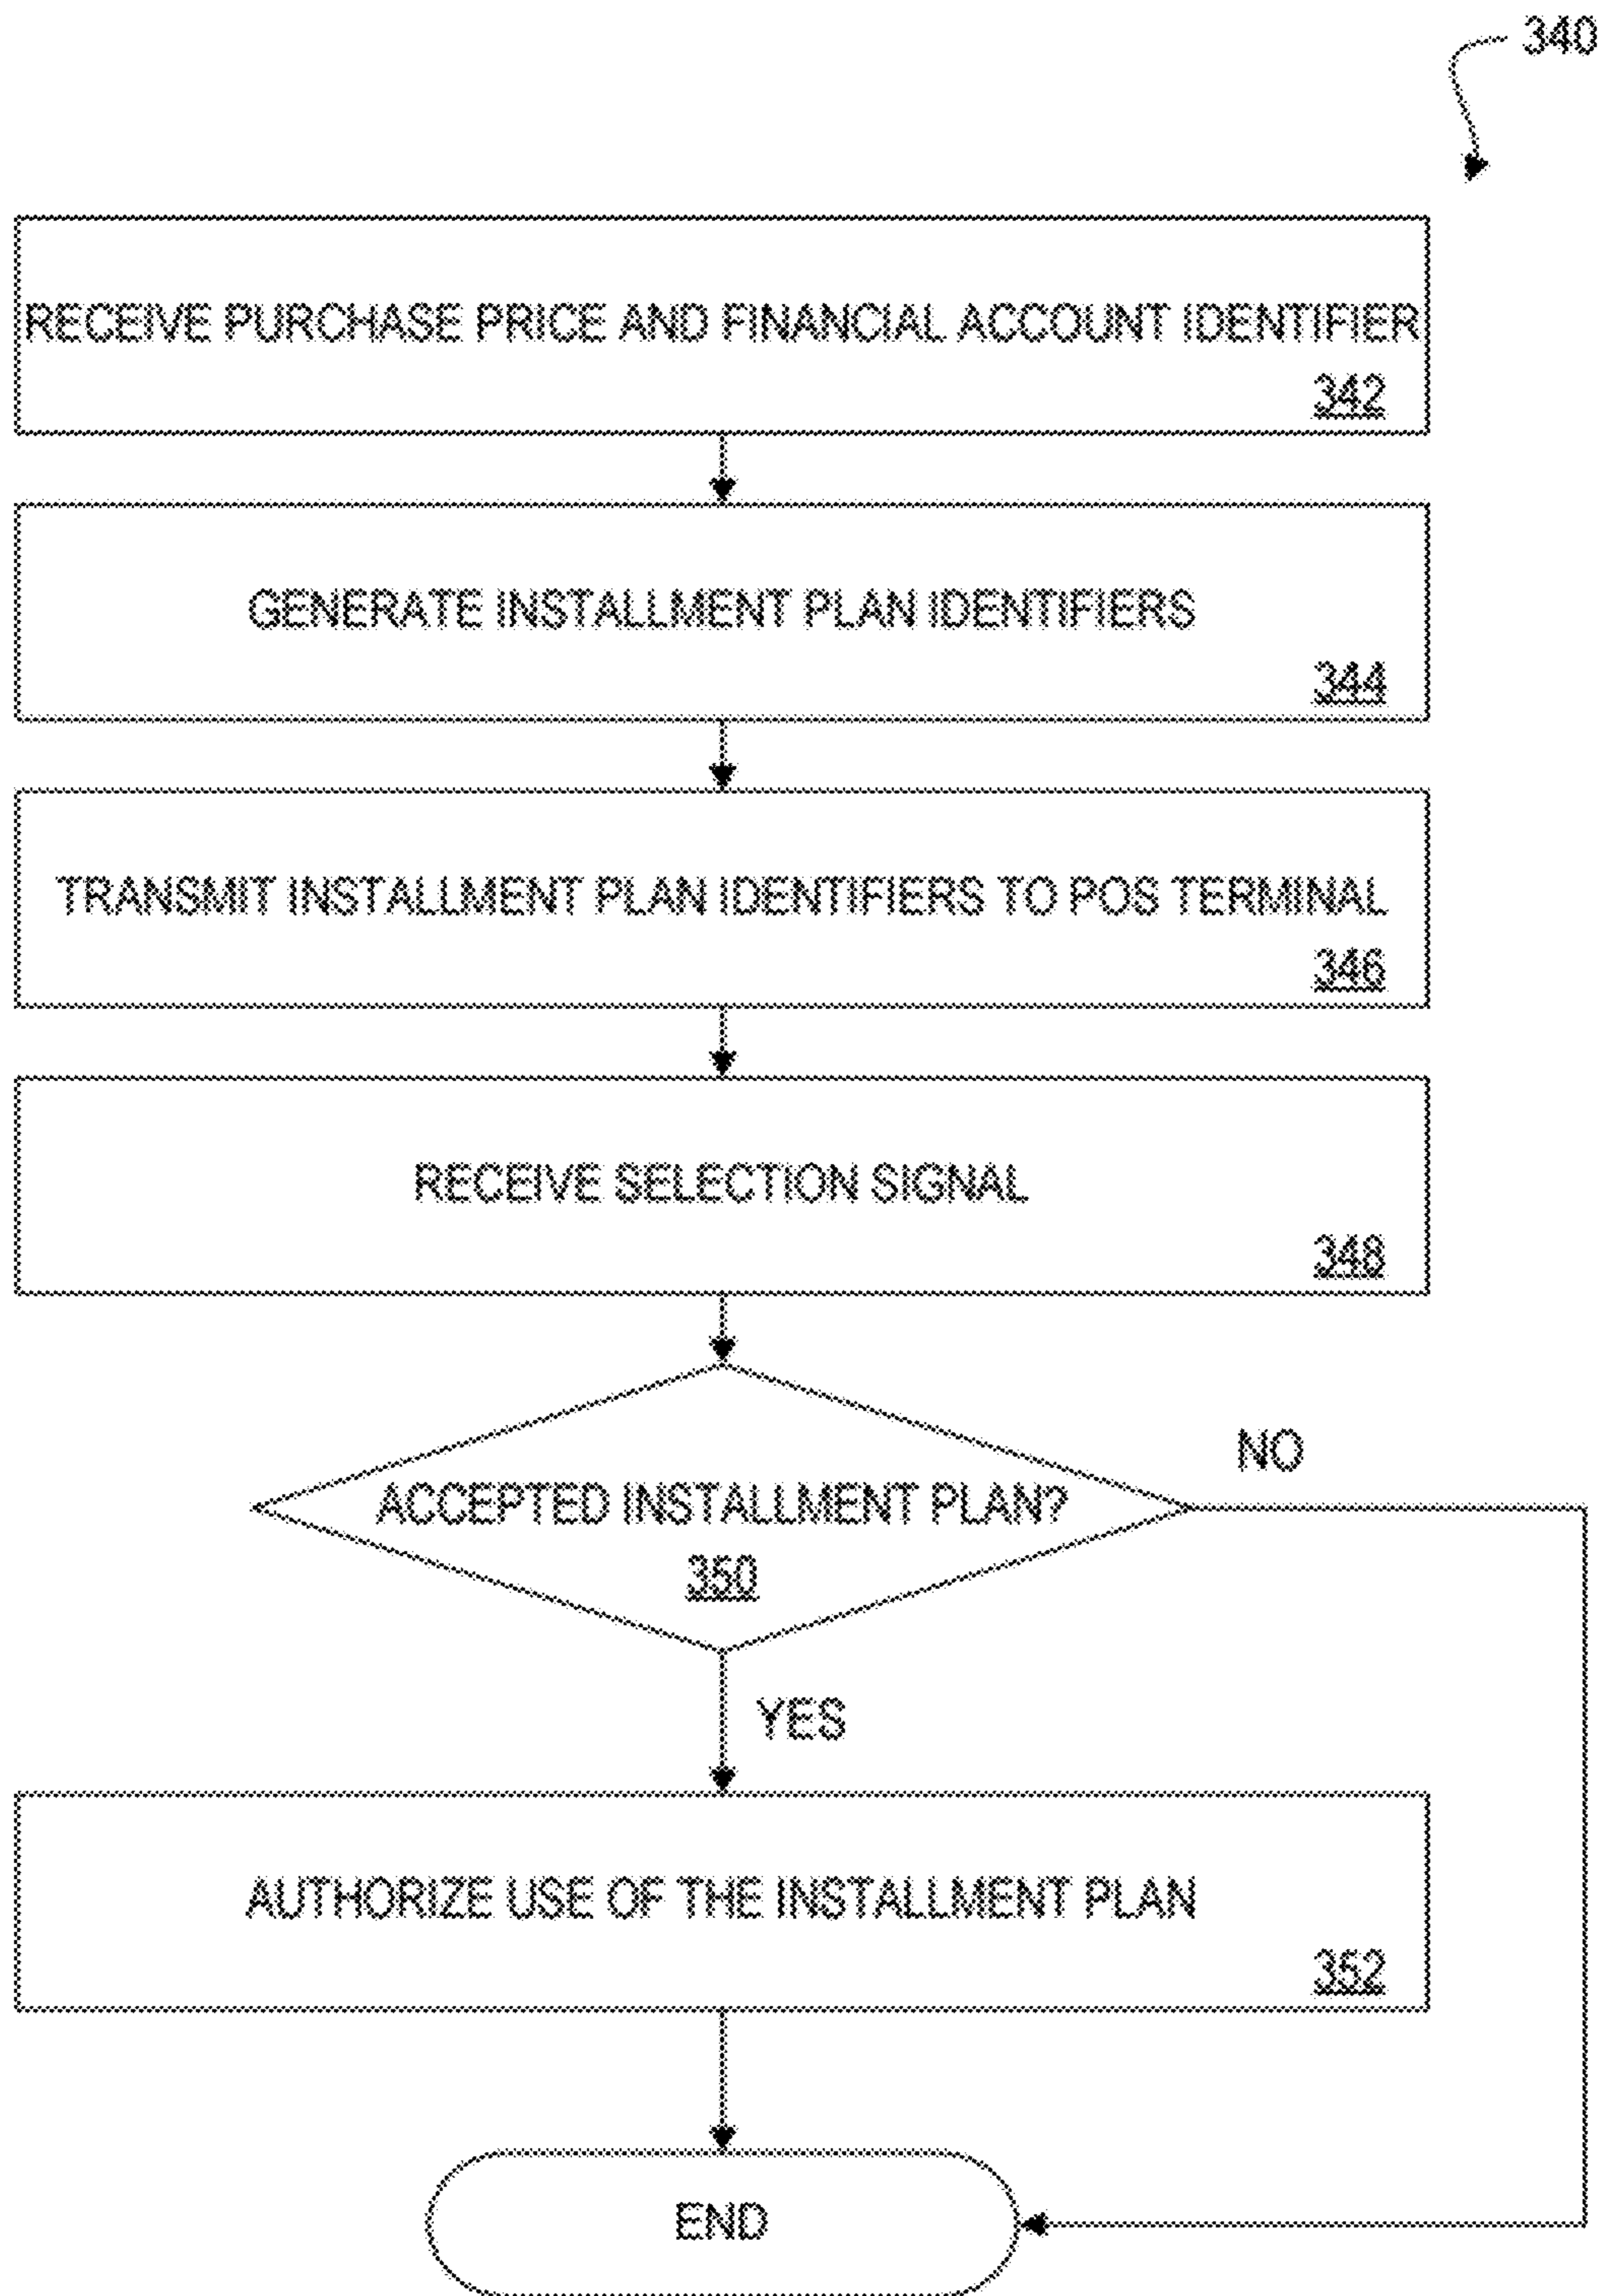 340
RECEIVE PURCHASE PRICE AND FINANCIAL ACCOUNT IDENTIFIER
342
GENERATE INSTALLMENT PLAN IDENTIFIERS
344
TRANSMIT INSTALLMENT PLAN IDENTIFIERS TO POS TERMINAL
346
RECEIVE SELECTION SIGNAL
348
NO
ACCEPTED INSTALLMENT PLAN?
350
YES
AUTHORIZE USE OF THE INSTALLMENT PLAN
352
END